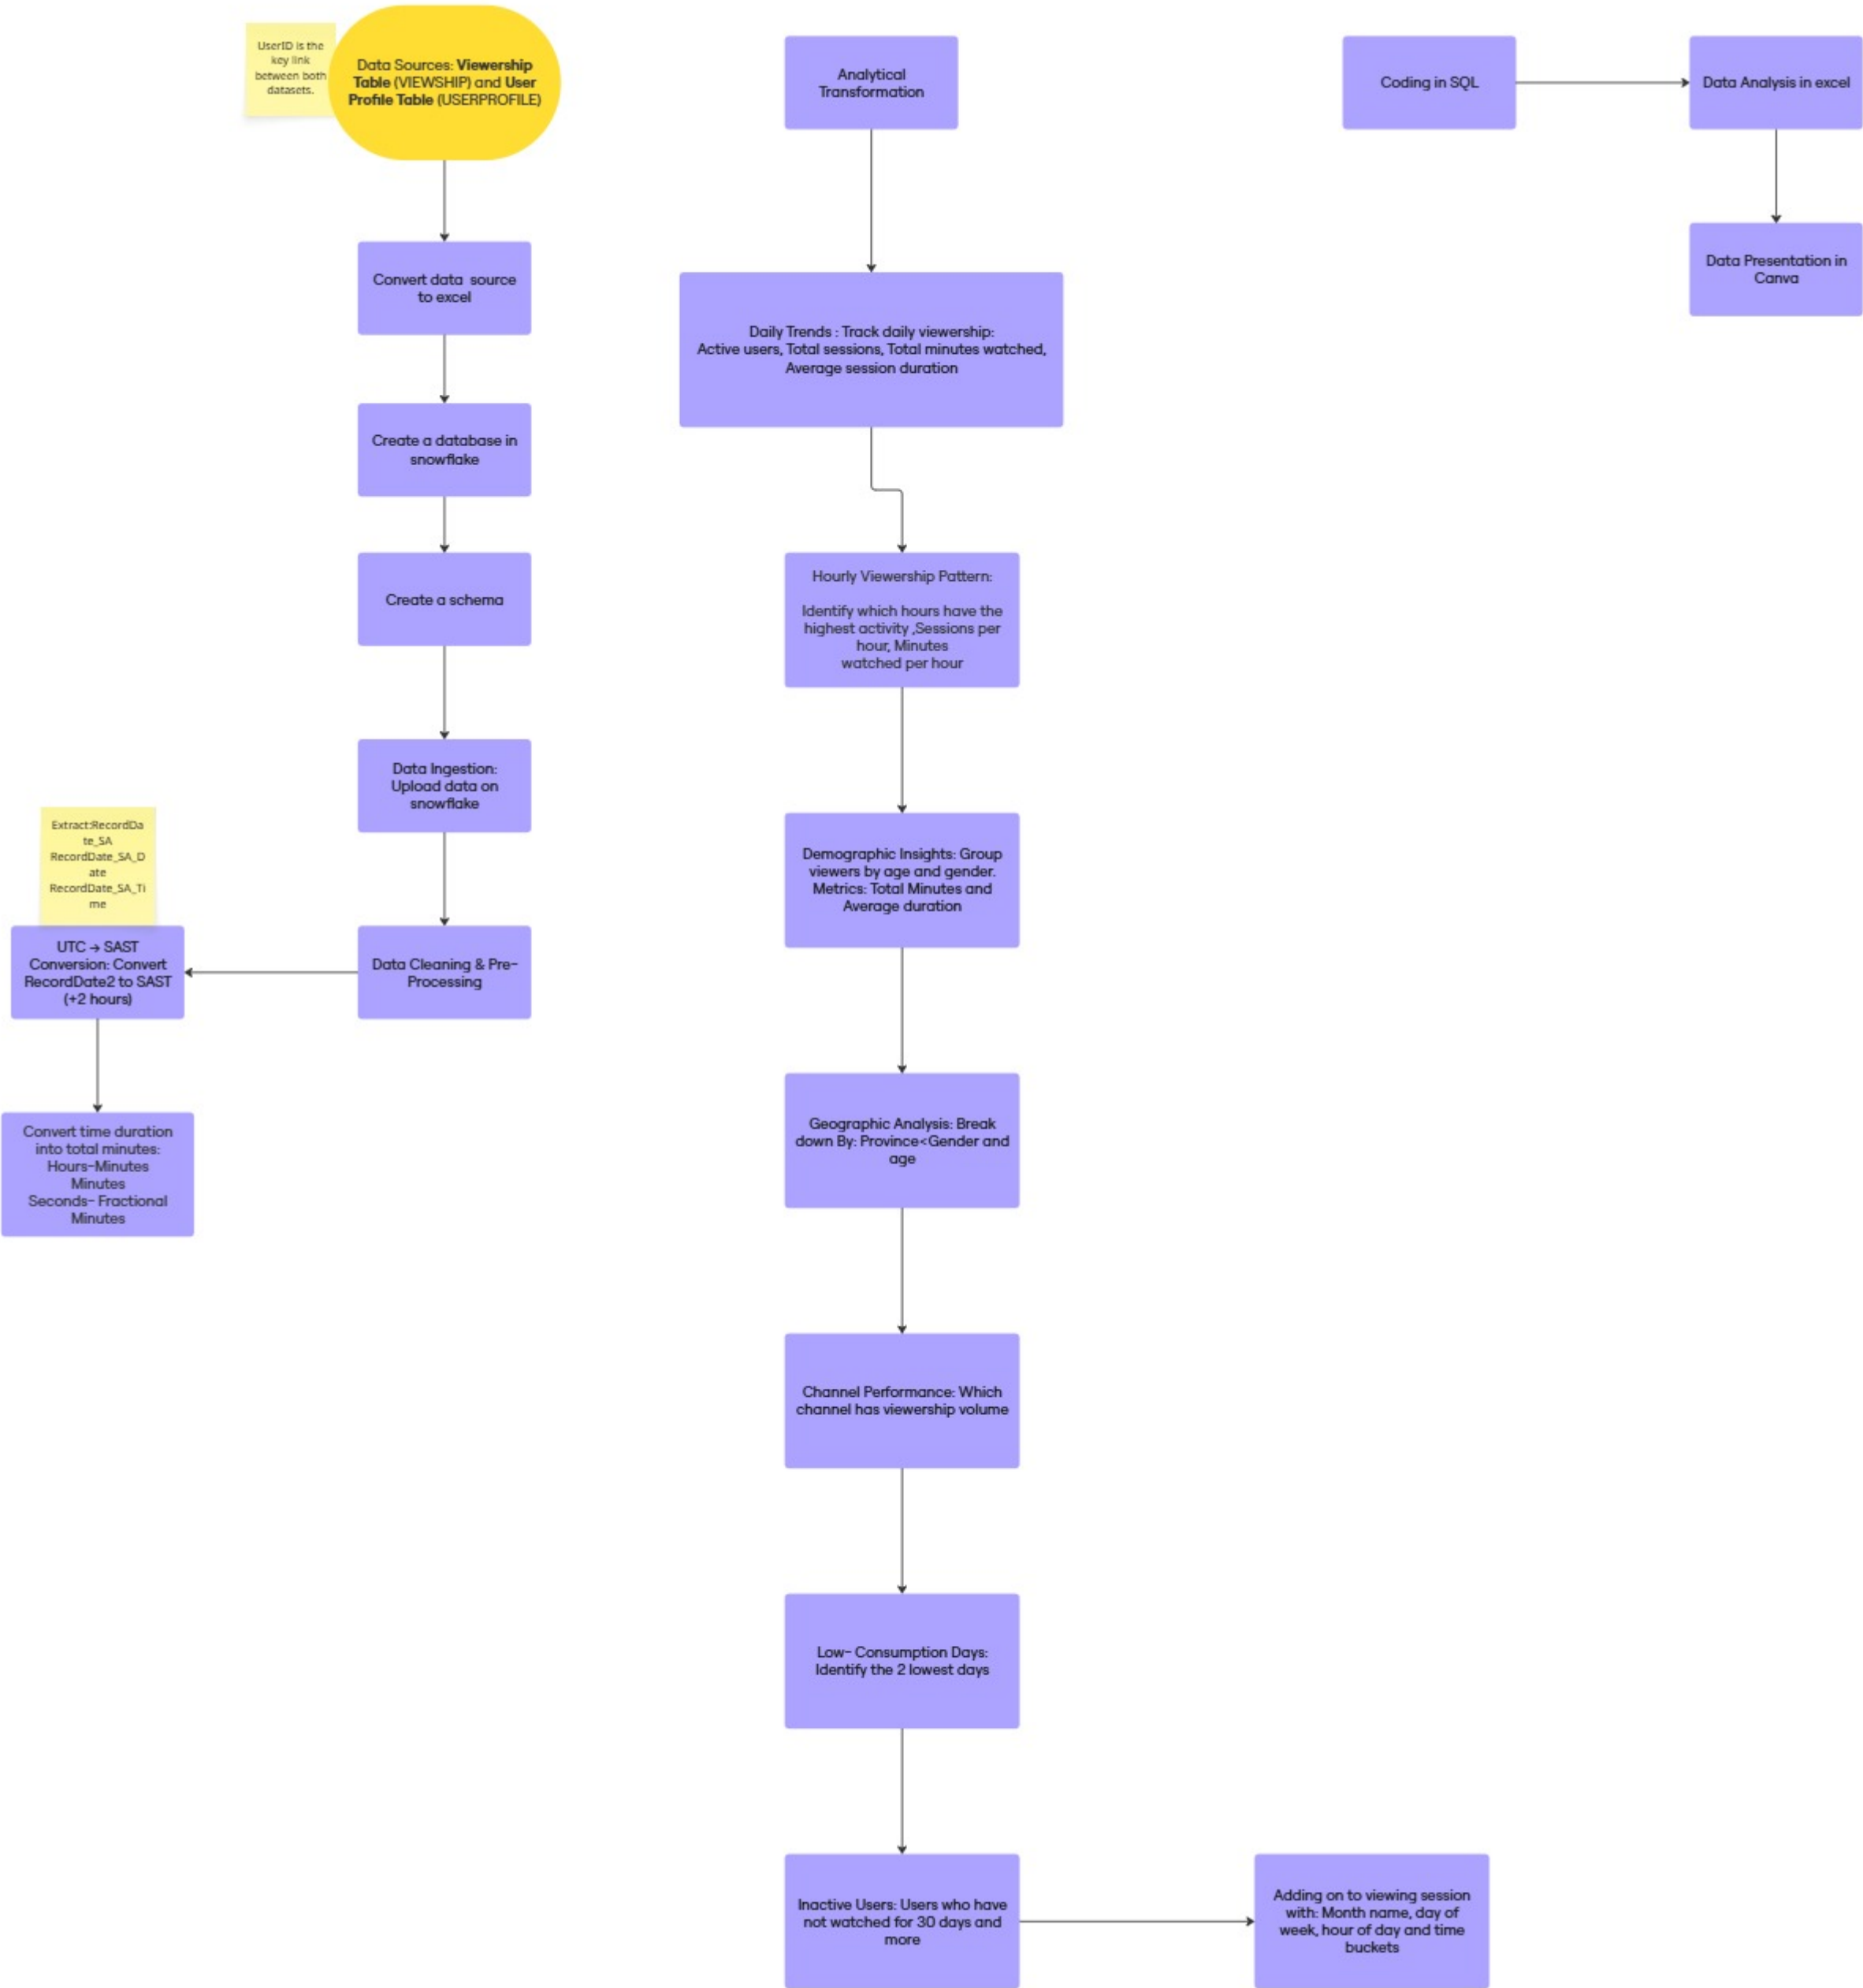 UserID is the
key link
between both
datasets.
Data Sources: Viewership
Table (VIEWSHIP) and User
Profile Table (USERPROFILE)
Convert data source
to excel
Create a database in
snowflake
Create a schema
Data Ingestion:
Upload data on
snowflake
Data Cleaning & Pre-
Processing
Extract:RecordDa
te_SA
RecordDate_SA_D
ate
RecordDate_SA_Ti
me
UTC → SAST
Conversion: Convert
RecordDate2 to SAST
(+2 hours)
Convert time duration
into total minutes:
Hours-Minutes
Minutes
Seconds- Fractional
Minutes
Analytical
Transformation
Daily Trends : Track daily viewership:
Active users, Total sessions, Total minutes watched,
Average session duration
Hourly Viewership Pattern:
Identify which hours have the
highest activity ,Sessions per
hour, Minutes
watched per hour
Demographic Insights: Group
viewers by age and gender.
Metrics: Total Minutes and
Average duration
Geographic Analysis: Break
down By: Province<Gender and
age
Channel Performance: Which
channel has viewership volume
Low- Consumption Days:
Identify the 2 lowest days
Inactive Users: Users who have
not watched for 30 days and
more
Adding on to viewing session
with: Month name, day of
week, hour of day and time
buckets
Coding in SQL
Data Analysis in excel
Data Presentation in
Canva